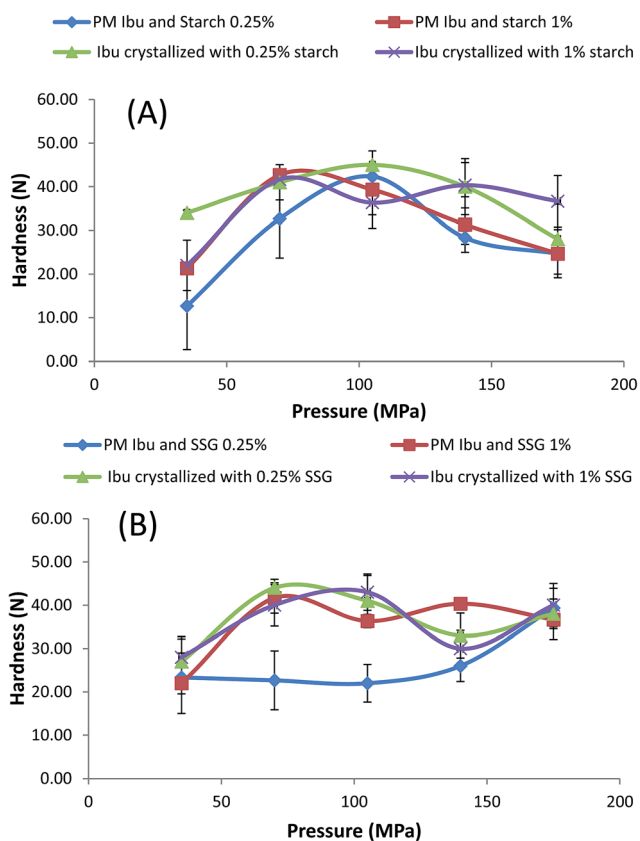 PM Ibu and Starch 0.25% PM Ibu and starch 1%
Ibu crystallized with 0.25% starch Ibu crystallized with 1% starch
(A)
Hardness (N)
60.00
50.00
40.00
30.00
20.00
10.00
0.00
0 50 100 150 200
Pressure (MPa)
PM Ibu and SSG 0.25% PM Ibu and SSG 1%
Ibu crystallized with 0.25% SSG Ibu crystallized with 1% SSG
(B)
Hardness (N)
60.00
50.00
40.00
30.00
20.00
10.00
0.00
0 50 100 150 200
Pressure (MPa)